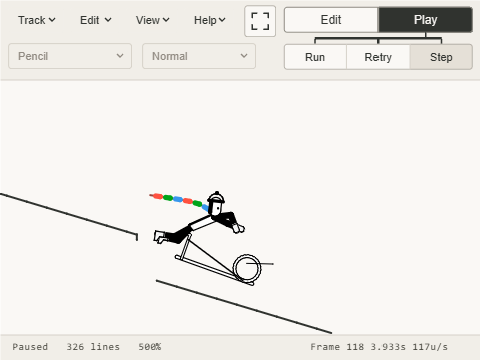 Track Edit View Help Edit Play
Pencil Normal Run Retry Step
Paused 326 lines 500% Frame 118 3.933s 117u/s